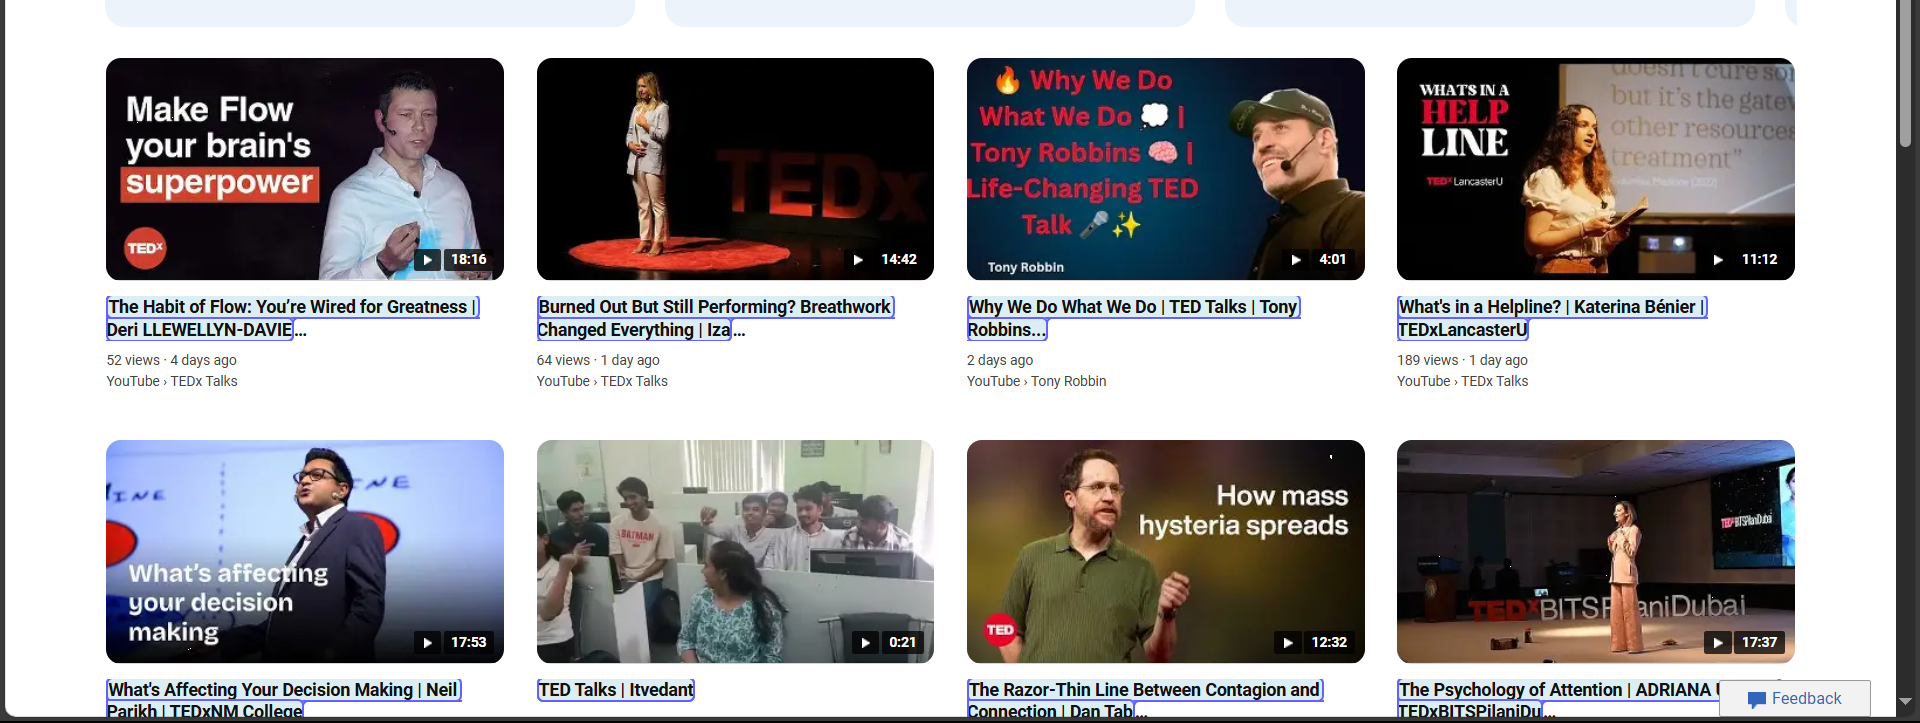 Make Flow
your brain's
superpower
TEDx
18:16
TEDx
14:42
🔥 Why We Do
What We Do 💭 |
Tony Robbins 🧠 |
Life-Changing TED
Talk 🎤✨
Tony Robbin
4:01
WHATS IN A
HELP
LINE
TEDx LancasterU
doesn't cure
but it's the
other resources
treatment"
11:12
The Habit of Flow: You’re Wired for Greatness |
Deri LLEWELLYN-DAVIE...
52 views · 4 days ago
YouTube › TEDx Talks
Burned Out But Still Performing? Breathwork
Changed Everything | Iza...
64 views · 1 day ago
YouTube › TEDx Talks
Why We Do What We Do | TED Talks | Tony
Robbins...
2 days ago
YouTube › Tony Robbin
What's in a Helpline? | Katerina Bénier |
TEDxLancasterU
189 views · 1 day ago
YouTube › TEDx Talks
What's affecting
your decision
making
17:53
BATMAN
0:21
How mass
hysteria spreads
TED
12:32
TEDx BITSPilaniDubai
TEDxBITSPilaniDubai
17:37
What's Affecting Your Decision Making | Neil
Parikh | TEDxNM College
TED Talks | Itvedant
The Razor-Thin Line Between Contagion and
Connection | Dan Tab...
The Psychology of Attention | ADRIANA
TEDxBITSPilaniDu...
Feedback